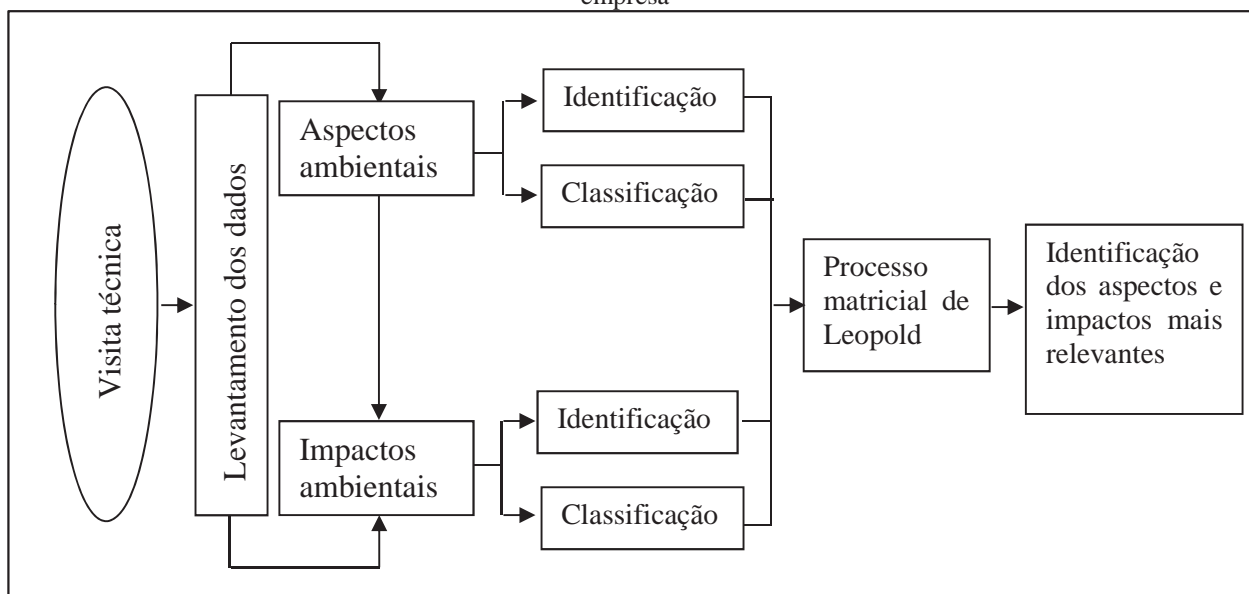 empresa
Visita técnica
Levantamento dos dados
Aspectos
ambientais
Identificação
Classificação
Impactos
ambientais
Identificação
Classificação
Processo
matricial de
Leopold
Identificação
dos aspectos e
impactos mais
relevantes